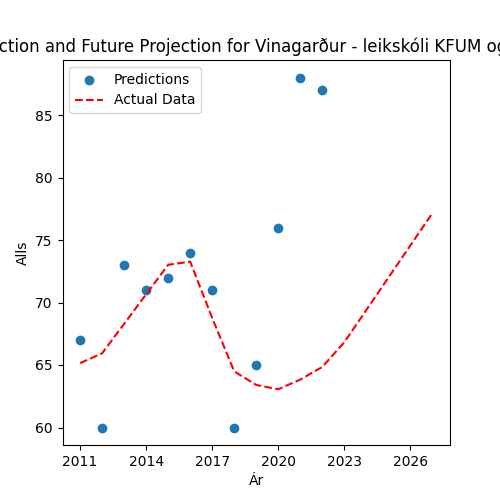 ction and Future Projection for Vinagarður - leikskóli KFUM og
Predictions
Actual Data
Alls
85
80
75
70
65
60
2011 2014 2017 2020 2023 2026
Ár